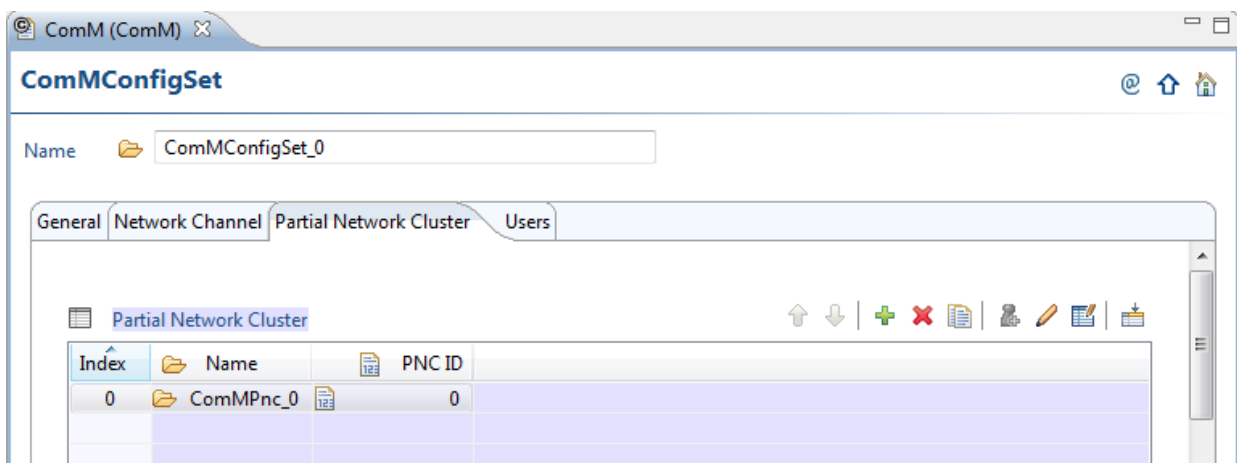 ComM (ComM)
ComMConfigSet
Name ComMConfigSet_0
General Network Channel Partial Network Cluster Users
Partial Network Cluster
Index Name PNC ID
0 ComMPnc_0 0